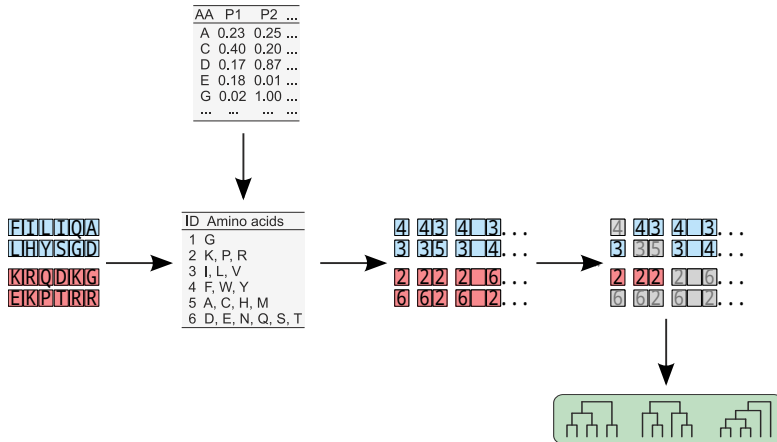 AA P1 P2 ...
A 0.23 0.25 ...
C 0.40 0.20 ...
D 0.17 0.87 ...
E 0.18 0.01 ...
G 0.02 1.00 ...
... ... ... ...
FILIQA
LHYSGD
KRQDKG
EKPTRR
ID Amino acids
1 G
2 K, P, R
3 I, L, V
4 F, W, Y
5 A, C, H, M
6 D, E, N, Q, S, T
4 43 4 3...
3 35 3 4...
2 22 2 6...
6 62 6 2...
4 43 4 3...
3 35 3 4...
2 22 2 6...
6 62 6 2...